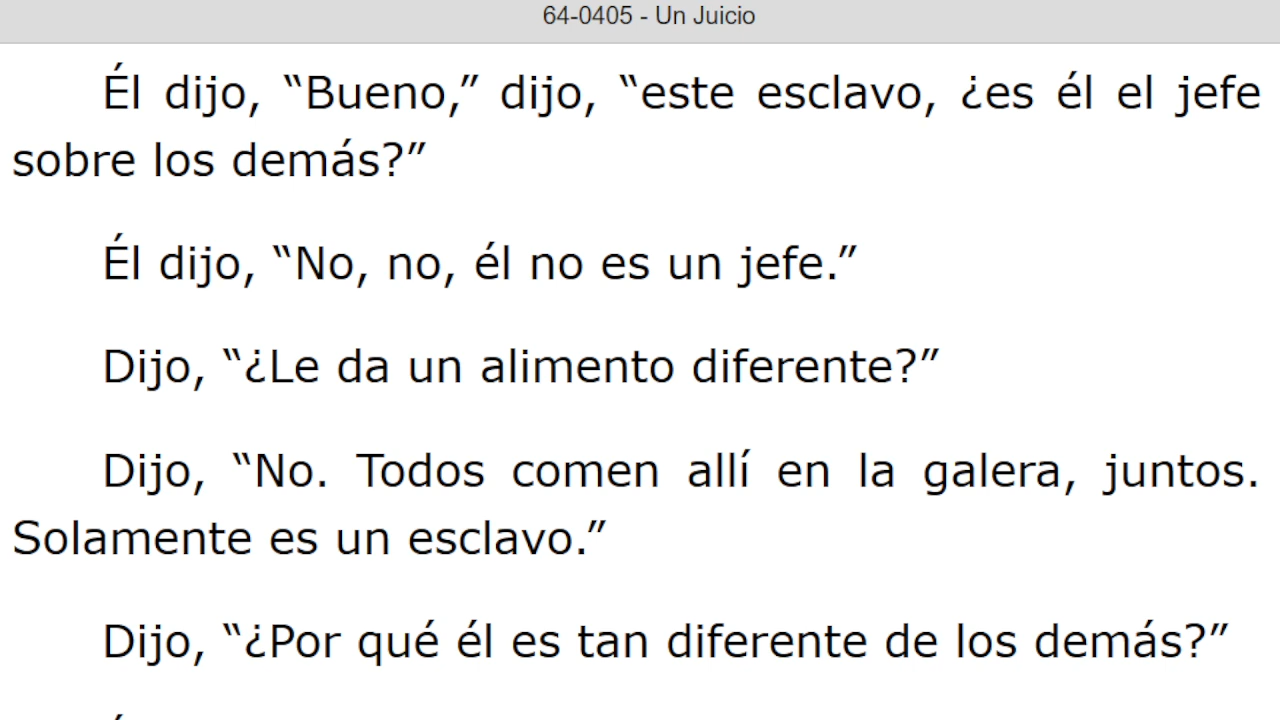 64-0405 - Un Juicio
Él dijo, “Bueno,” dijo, “este esclavo, ¿es él el jefe
sobre los demás?”
Él dijo, “No, no, él no es un jefe.”
Dijo, “¿Le da un alimento diferente?”
Dijo, “No. Todos comen allí en la galera, juntos.
Solamente es un esclavo.”
Dijo, “¿Por qué él es tan diferente de los demás?”